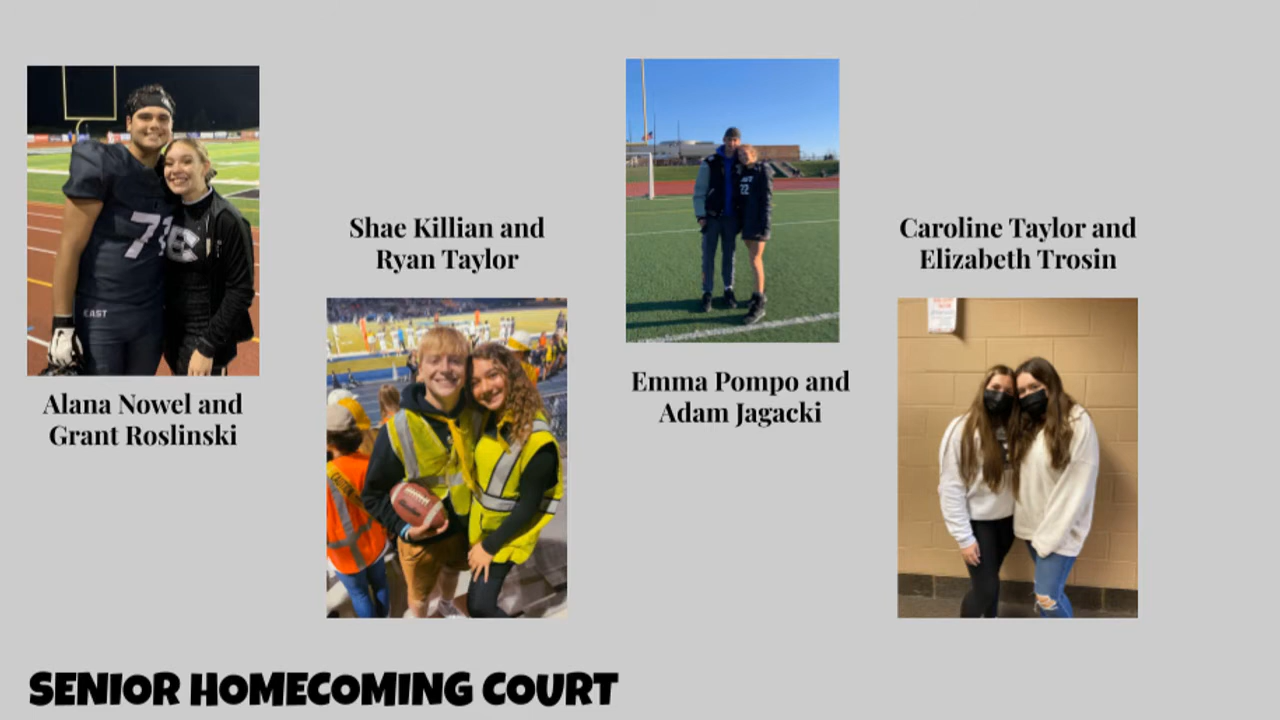 Alana Nowel and
Grant Roslinski
Shae Killian and
Ryan Taylor
Emma Pompo and
Adam Jagacki
Caroline Taylor and
Elizabeth Trosin
EAST
SENIOR HOMECOMING COURT